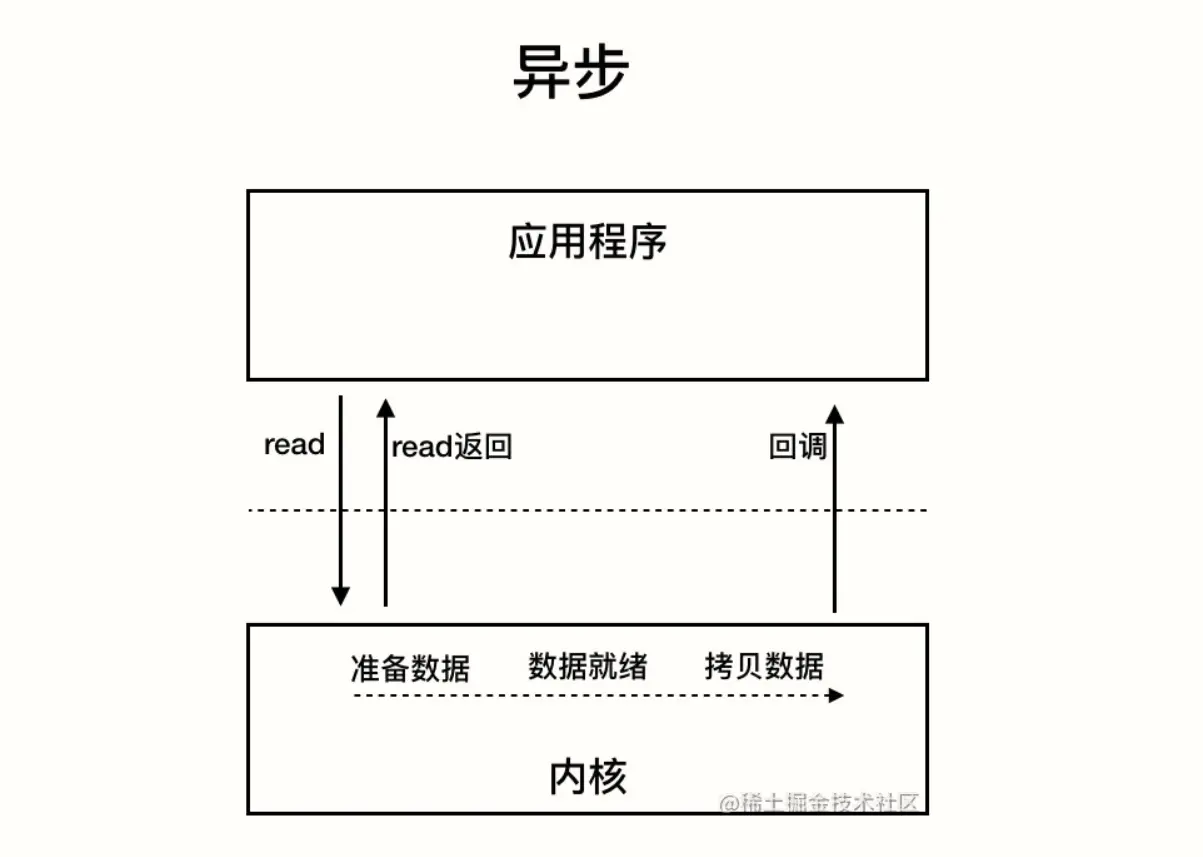 异步
应用程序
read
read返回
回调
准备数据
数据就绪
拷贝数据
内核
@稀土掘金技术社区